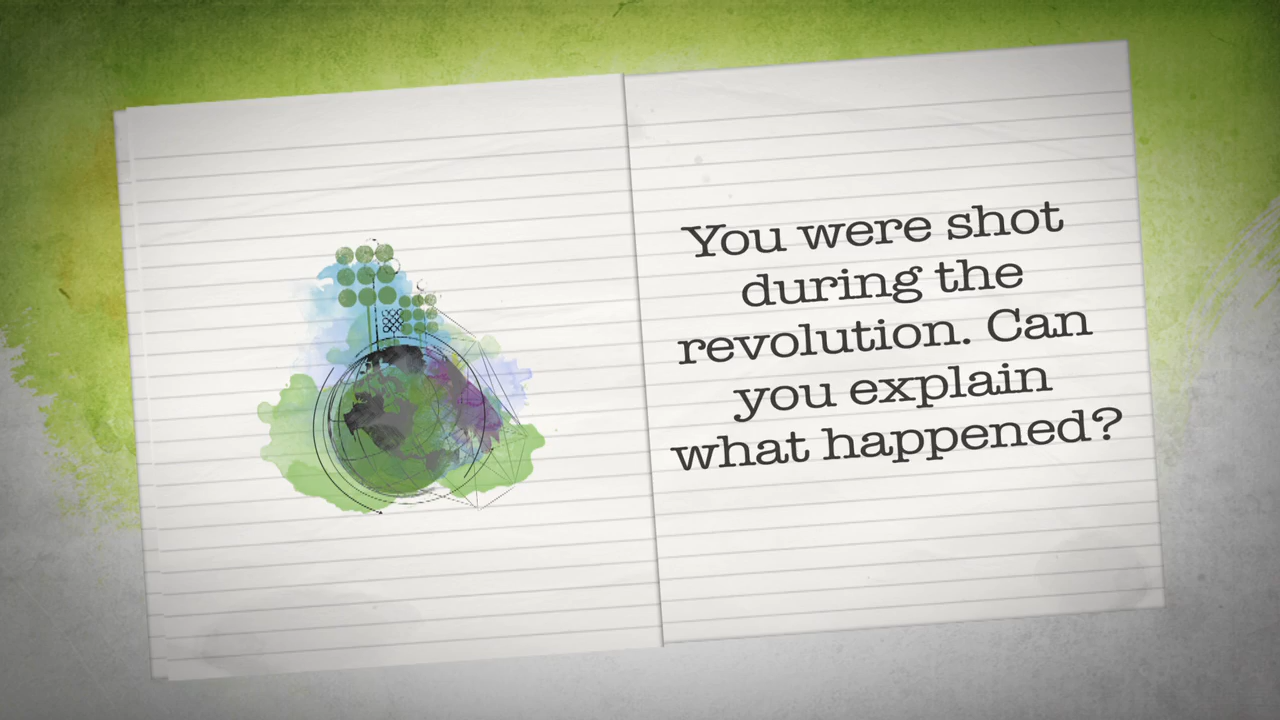 You were shot
during the
revolution. Can
you explain
what happened?